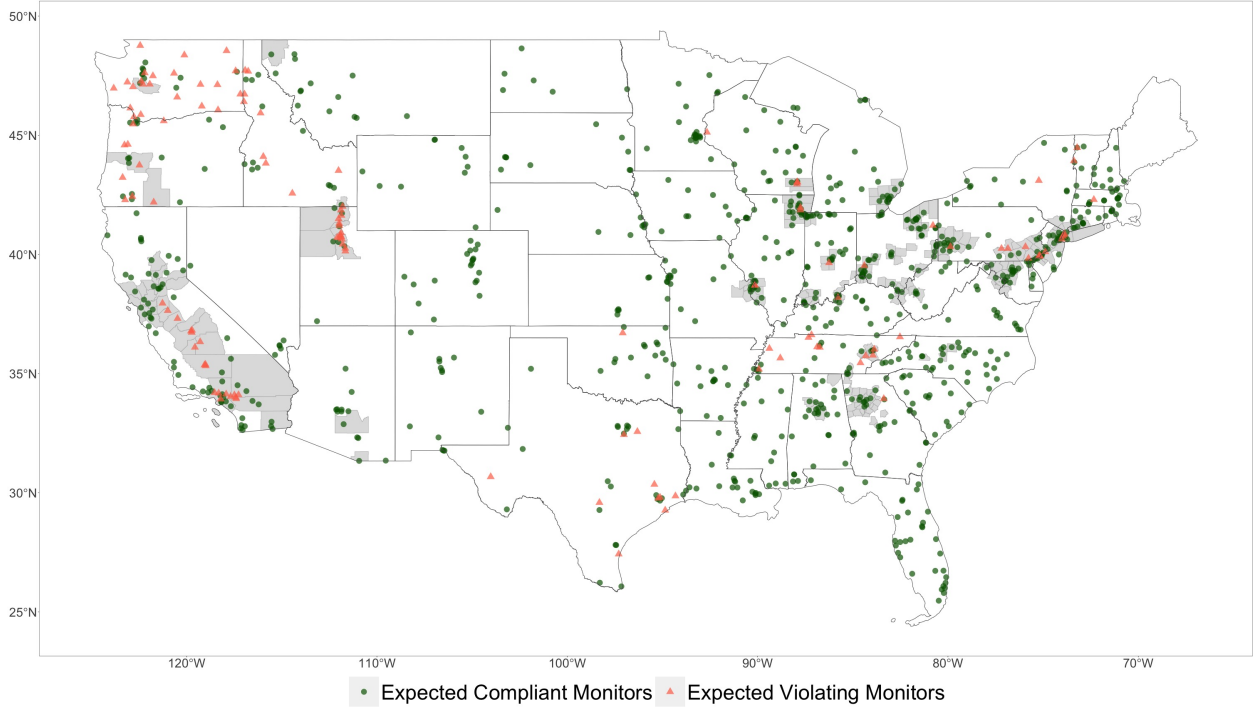 50°N
45°N
40°N
35°N
30°N
25°N
120°W 110°W 100°W 90°W 80°W 70°W
Expected Compliant Monitors Expected Violating Monitors